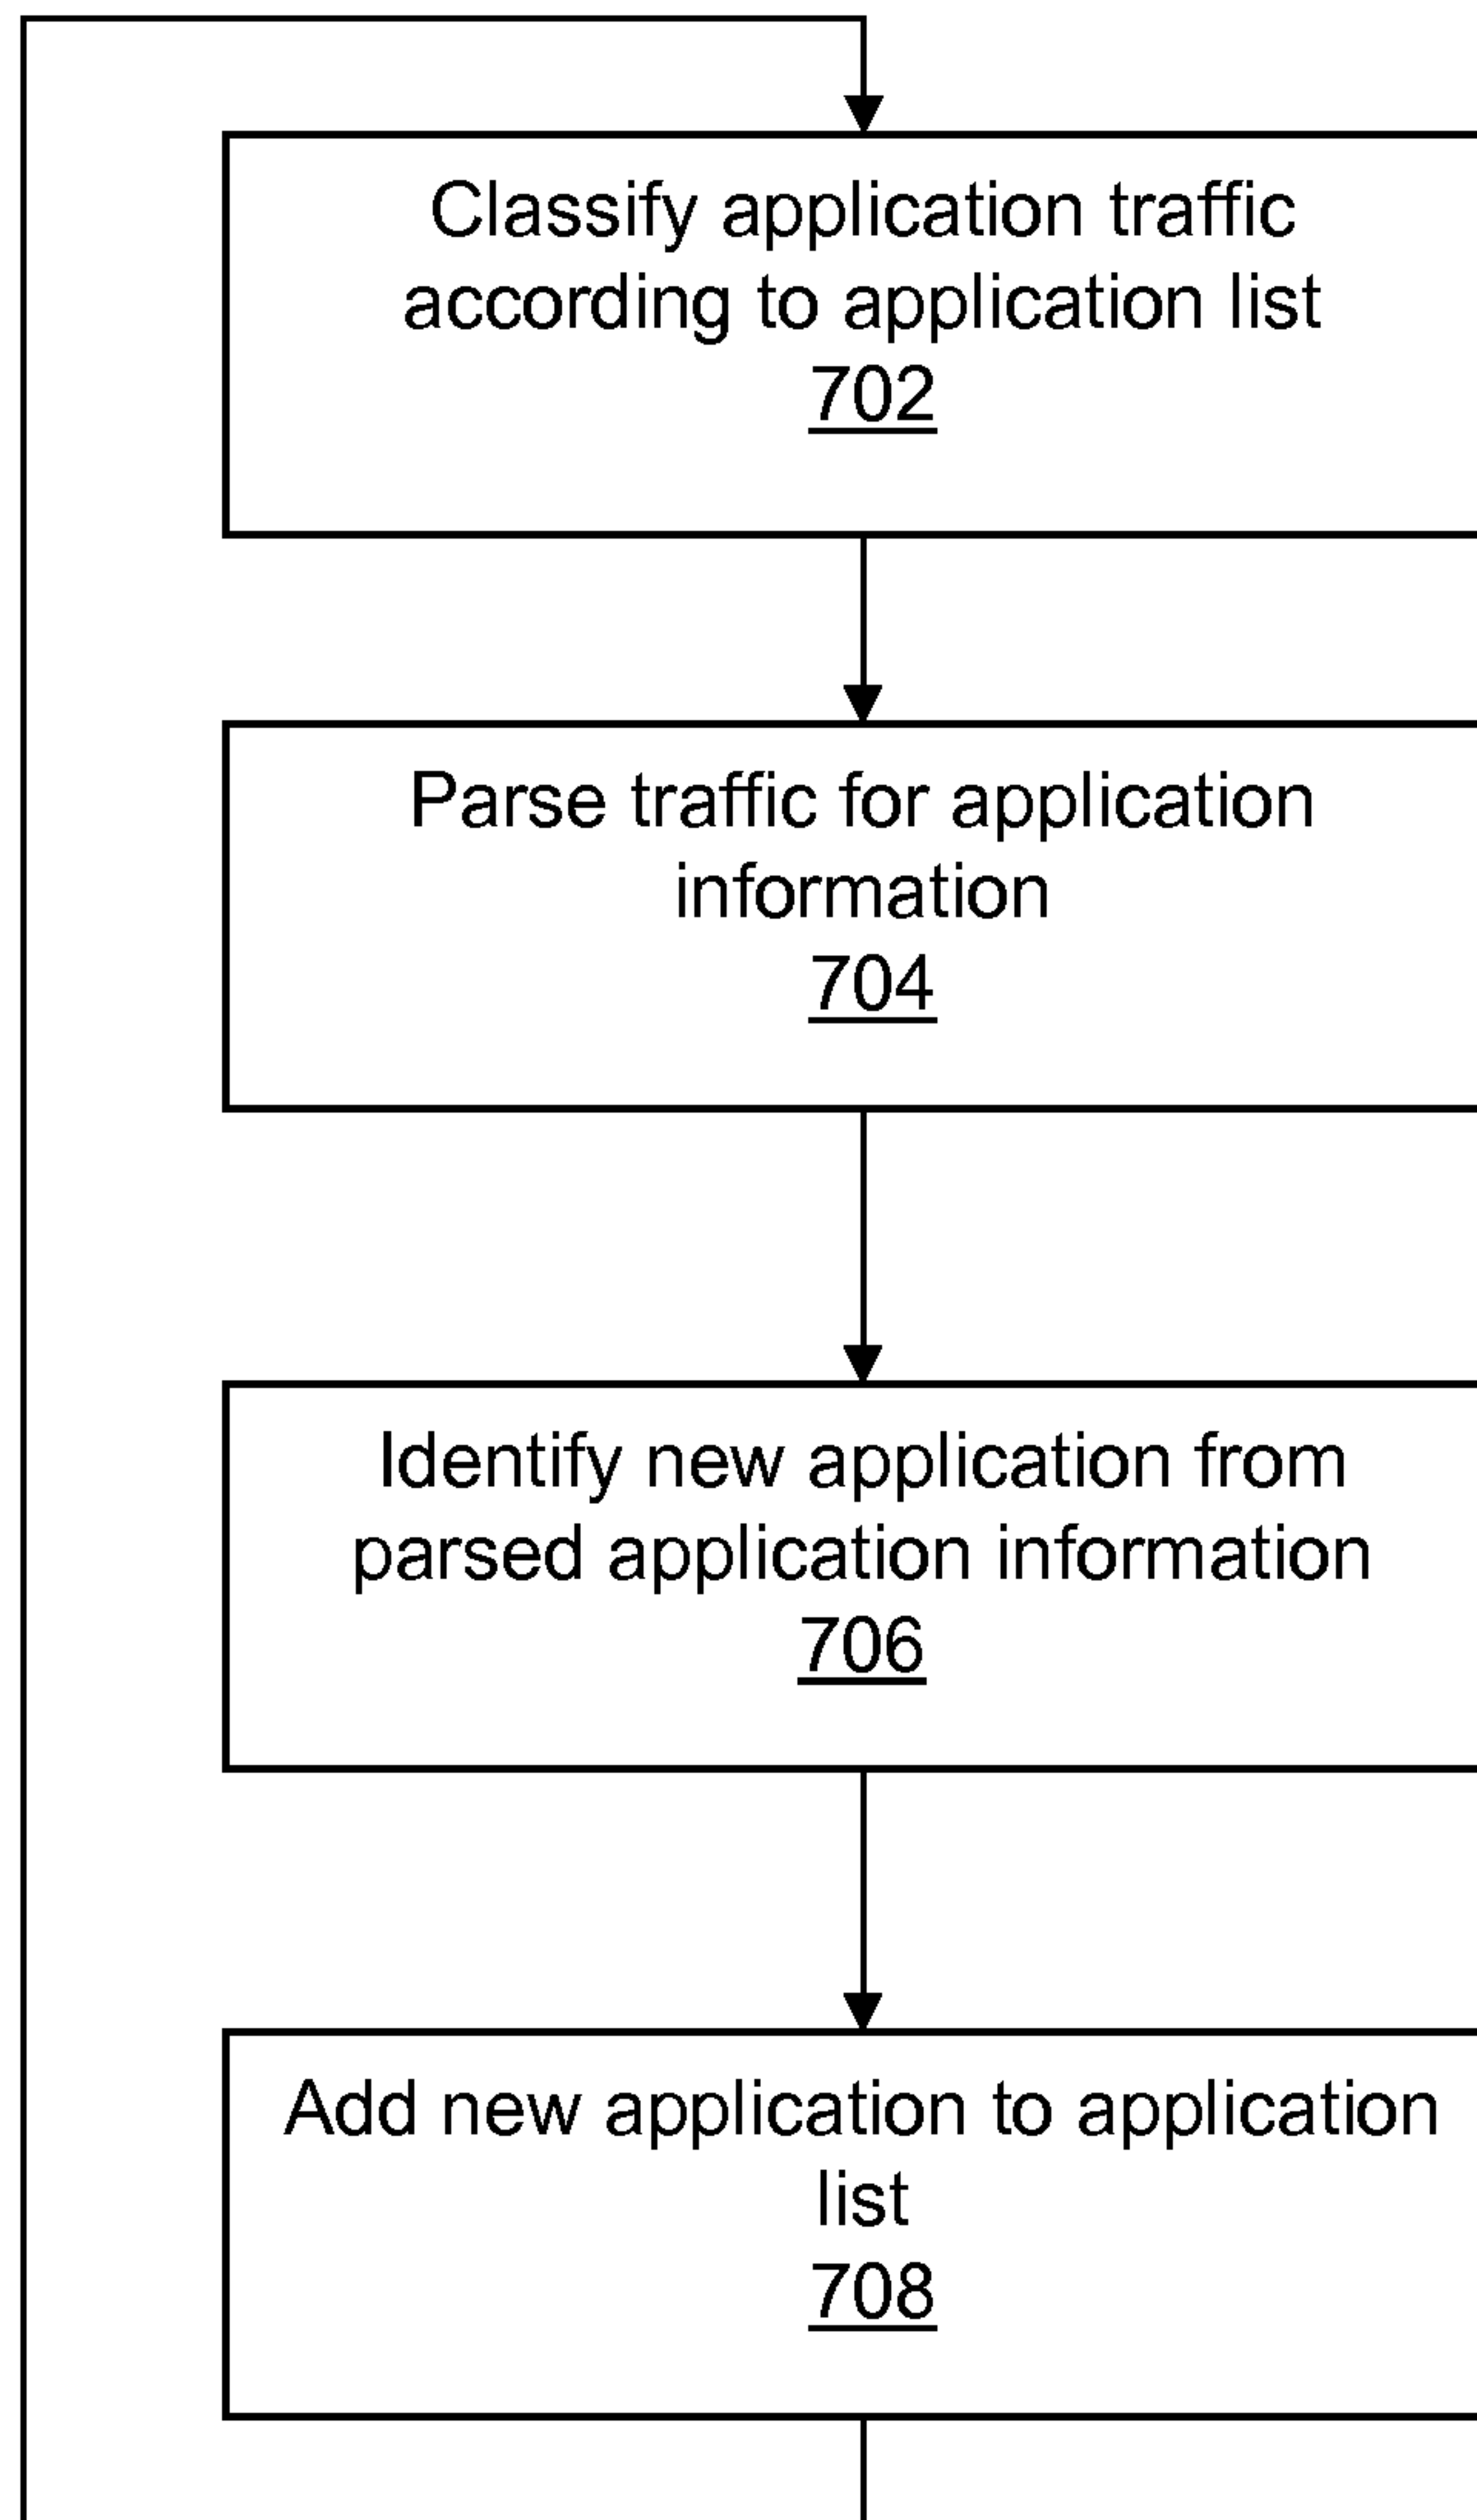 Classify application traffic
according to application list
702
Parse traffic for application
information
704
Identify new application from
parsed application information
706
Add new application to application
list
708